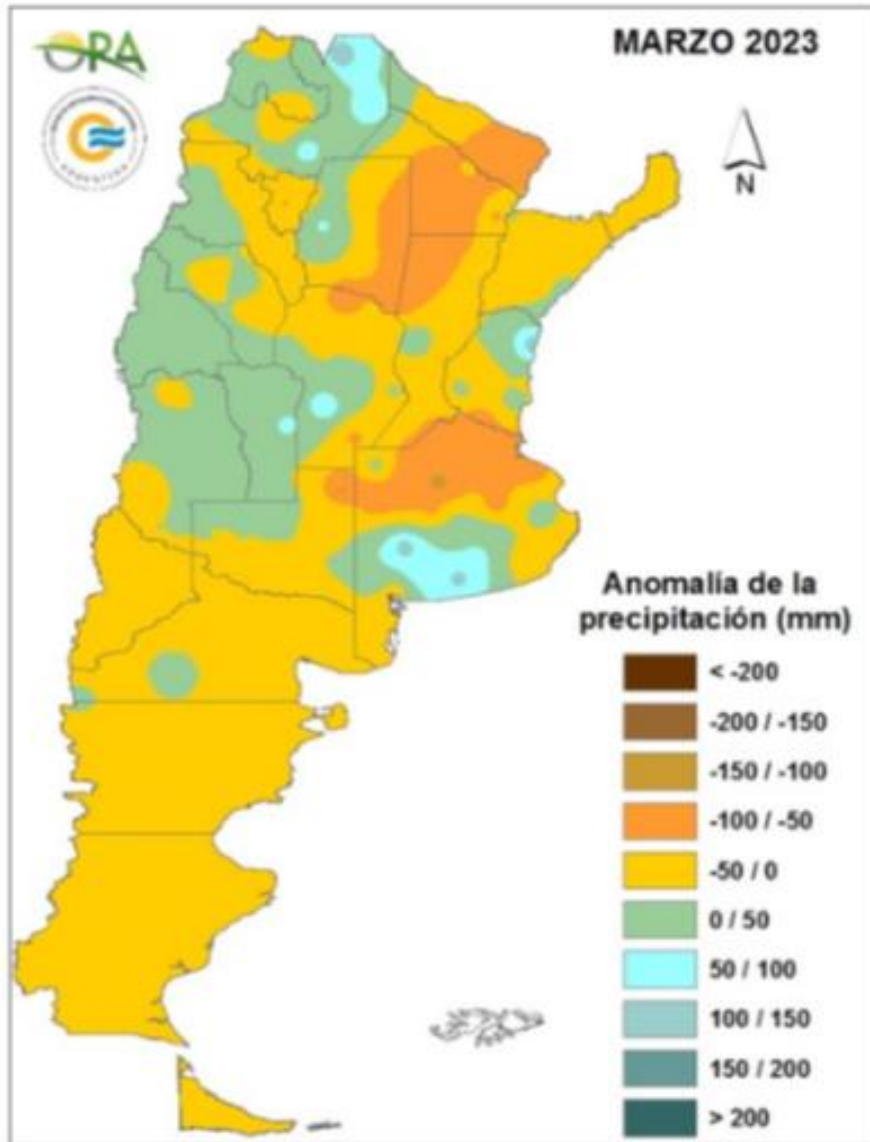 ORA
MARZO 2023
N
Anomalía de la
precipitación (mm)
< -200
-200 / -150
-150 / -100
-100 / -50
-50 / 0
0 / 50
50 / 100
100 / 150
150 / 200
> 200